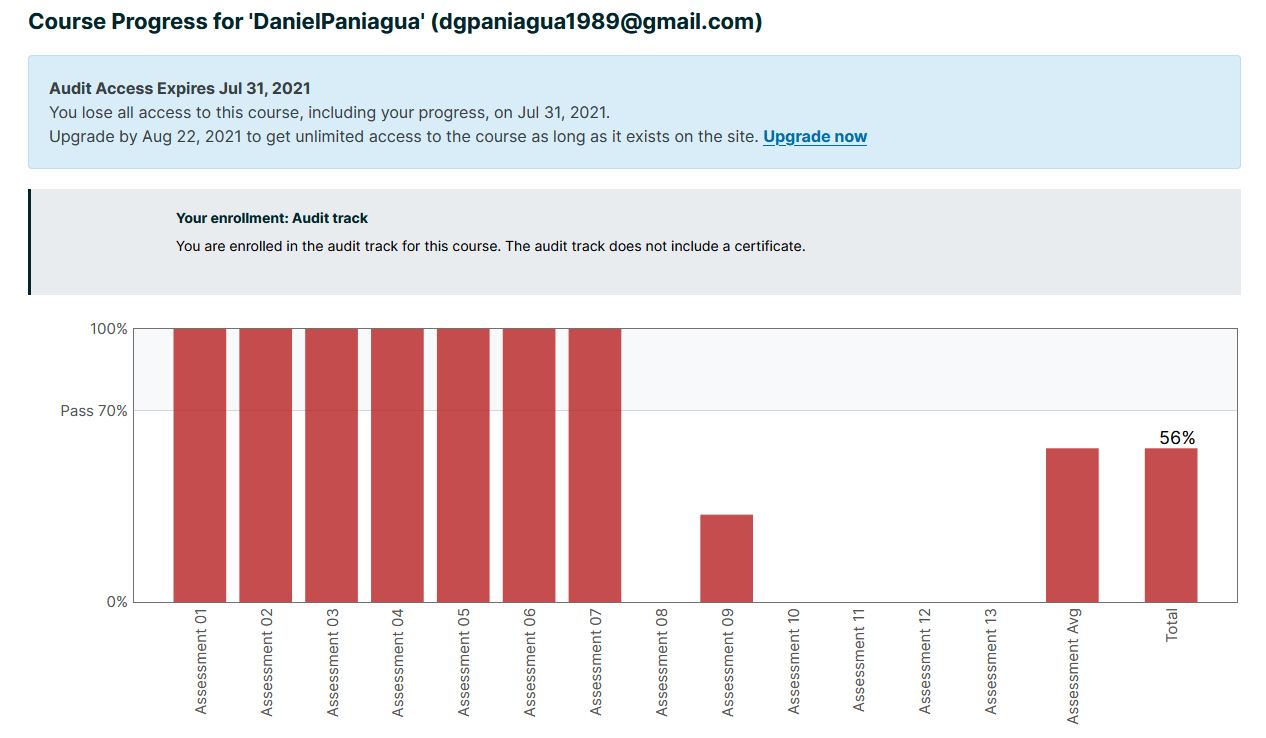 Course Progress for 'DanielPaniagua' (dgpaniagua1989@gmail.com)
Audit Access Expires Jul 31, 2021
You lose all access to this course, including your progress, on Jul 31, 2021.
Upgrade by Aug 22, 2021 to get unlimited access to the course as long as it exists on the site. Upgrade now
Your enrollment: Audit track
You are enrolled in the audit track for this course. The audit track does not include a certificate.
100%
Pass 70%
56%
0%
Assessment 01
Assessment 02
Assessment 03
Assessment 04
Assessment 05
Assessment 06
Assessment 07
Assessment 08
Assessment 09
Assessment 10
Assessment 11
Assessment 12
Assessment 13
Assessment Avg
Total